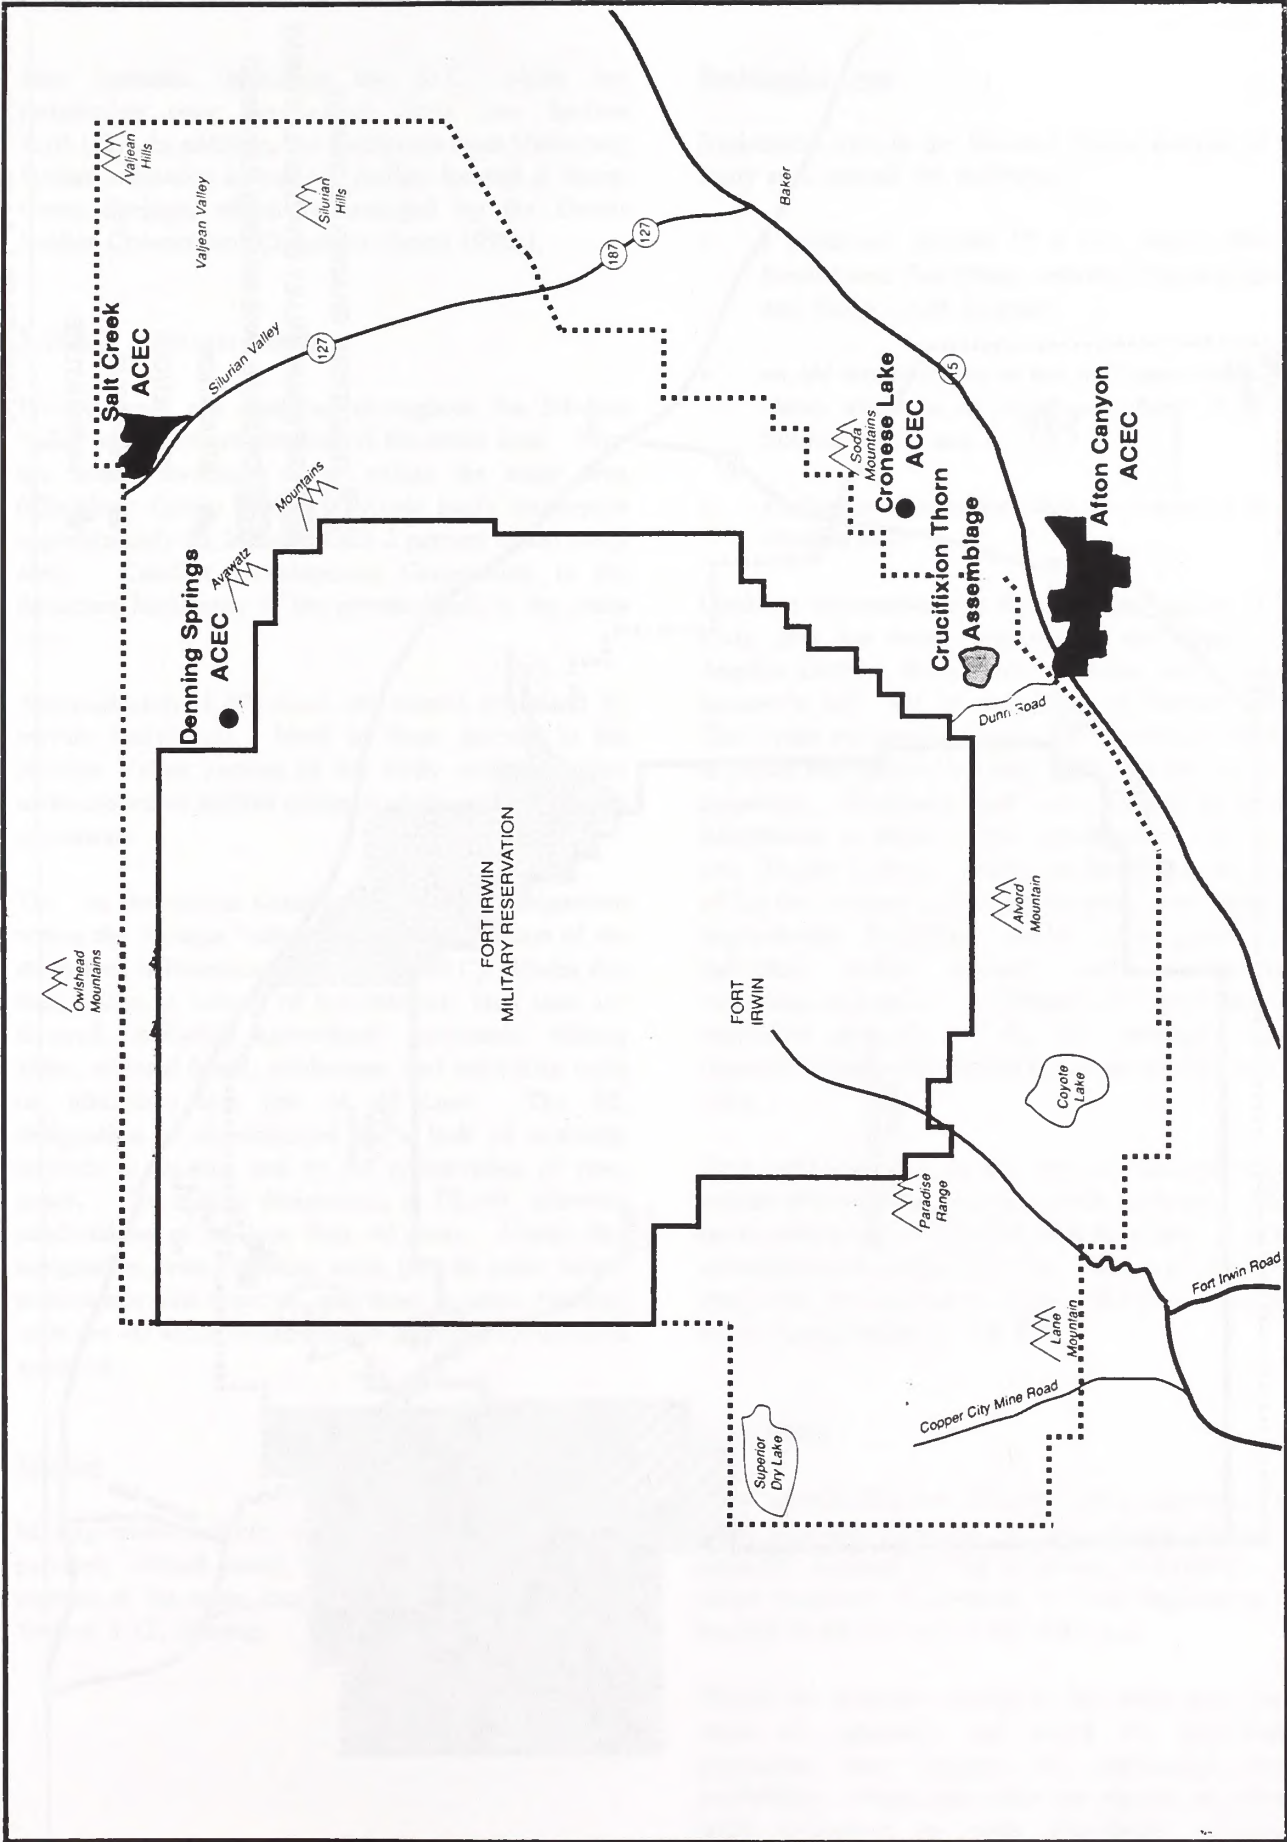 Owlshead
Mountains
Valjean
Hills
Valjean Valley
Silurian
Hills
Salt Creek
ACEC
Silurian Valley
127
187
127
Baker
Denning Springs
ACEC
Avawatz
Mountains
FORT IRWIN
MILITARY RESERVATION
FORT
IRWIN
Soda
Mountains
Cronese Lake
ACEC
15
Crucifixion Thorn
Assemblage
Afton Canyon
ACEC
Dunn Road
Alvord
Mountain
Coyote
Lake
Paradise
Range
Superior
Dry Lake
Copper City Mine Road
Lane
Mountain
Fort Irwin Road